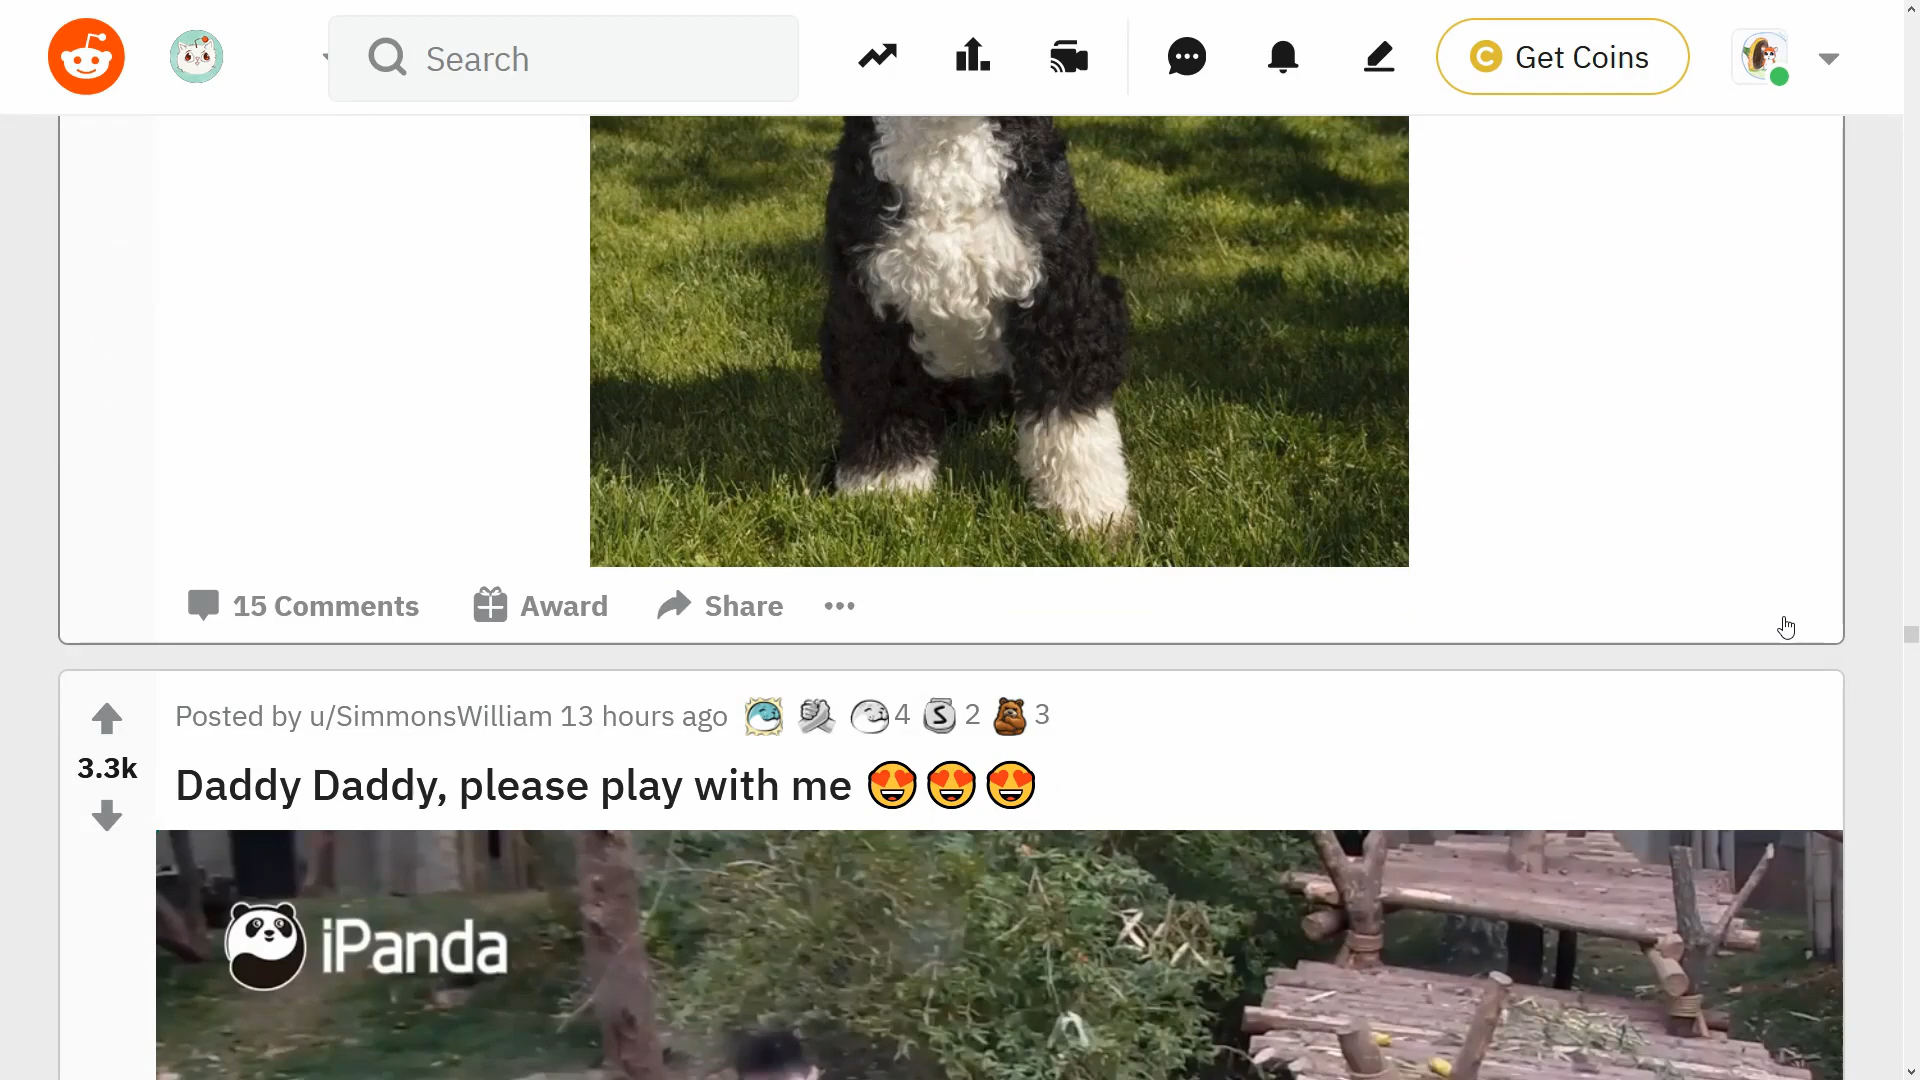 Search
Get Coins
15 Comments
Award
Share
Posted by u/SimmonsWilliam 13 hours ago
4
2
3
3.3k
Daddy Daddy, please play with me 😍😍😍
iPanda